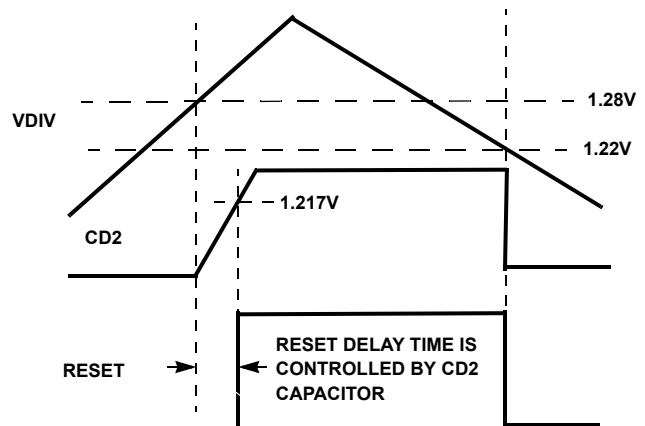 1.28V
VDIV
1.22V
1.217V
CD2
RESET DELAY TIME IS
CONTROLLED BY CD2
CAPACITOR
RESET